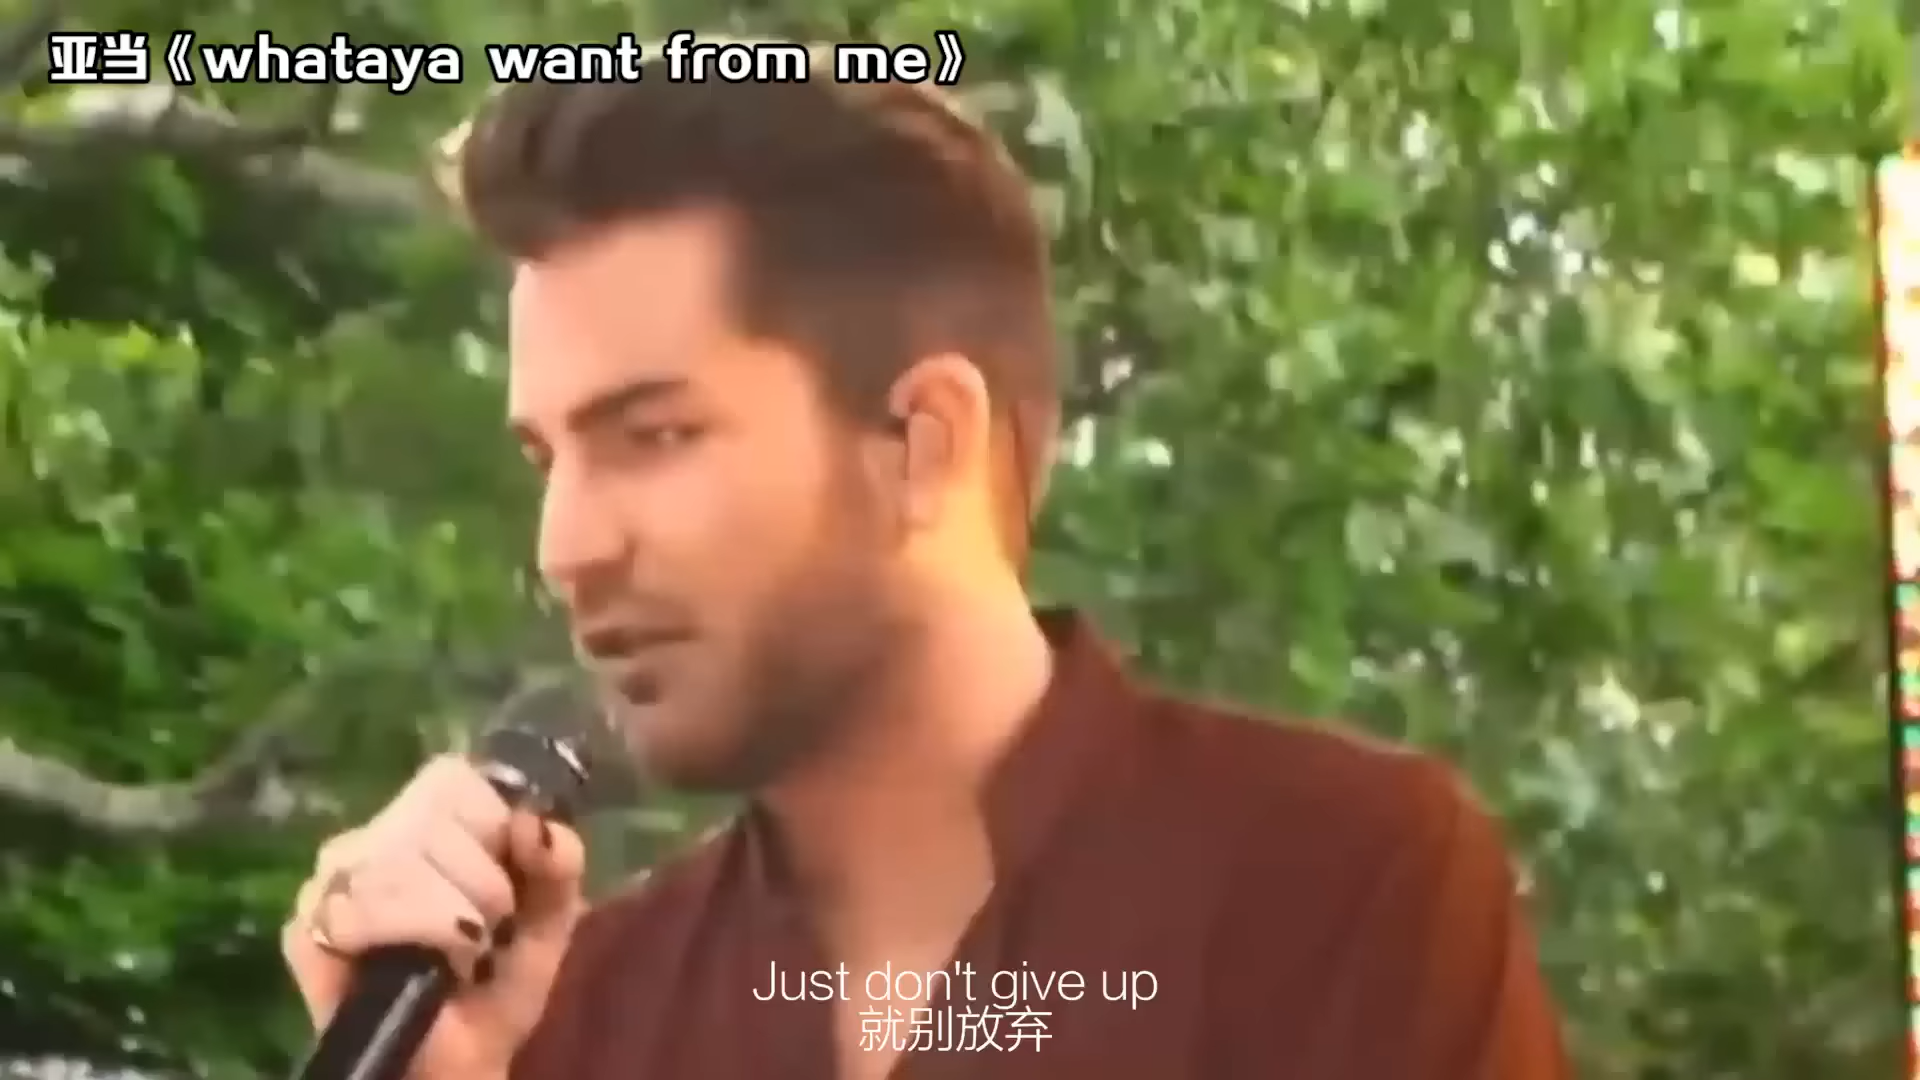 亚当《whataya want from me》
Just don't give up
就别放弃